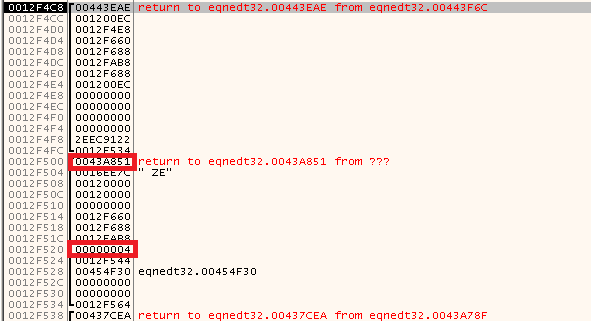 0012F4C8 00443EAE return to eqnedt32.00443EAE from eqnedt32.00443F6C
0012F4CC 001200EC
0012F4D0 0012F4E8
0012F4D4 0012F660
0012F4D8 0012F688
0012F4DC 0012FAB8
0012F4E0 0012F688
0012F4E4 001200EC
0012F4E8 00000000
0012F4EC 00000000
0012F4F0 00000000
0012F4F4 00000000
0012F4F8 2EEC9122
0012F4FC 0012F534
0012F500 0043A851 return to eqnedt32.0043A851 from ???
0012F504 0016EE7C " ZE"
0012F508 00120000
0012F50C 00120000
0012F510 00000000
0012F514 0012F660
0012F518 0012F688
0012F51C 0012FAB8
0012F520 00000004
0012F524 0012F544
0012F528 00454F30 eqnedt32.00454F30
0012F52C 00000000
0012F530 00000000
0012F534 0012F564
0012F538 00437CEA return to eqnedt32.00437CEA from eqnedt32.0043A78F